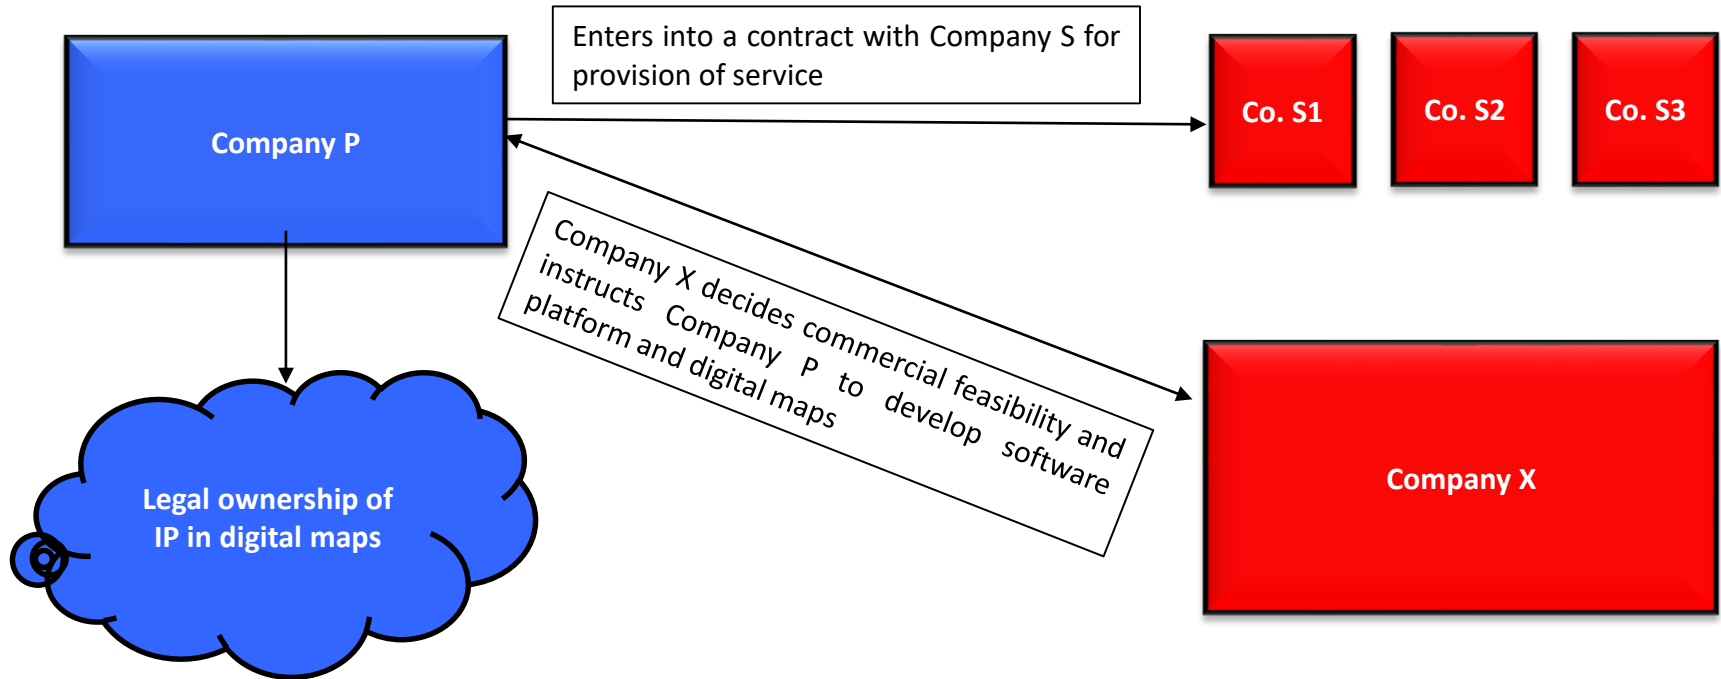 Enters into a contract with Company S for
provision of service
Company P
Co. S1
Co. S2
Co. S3
Company X decides commercial feasibility and
instructs Company P to develop software
platform and digital maps
Company X
Legal ownership of
IP in digital maps